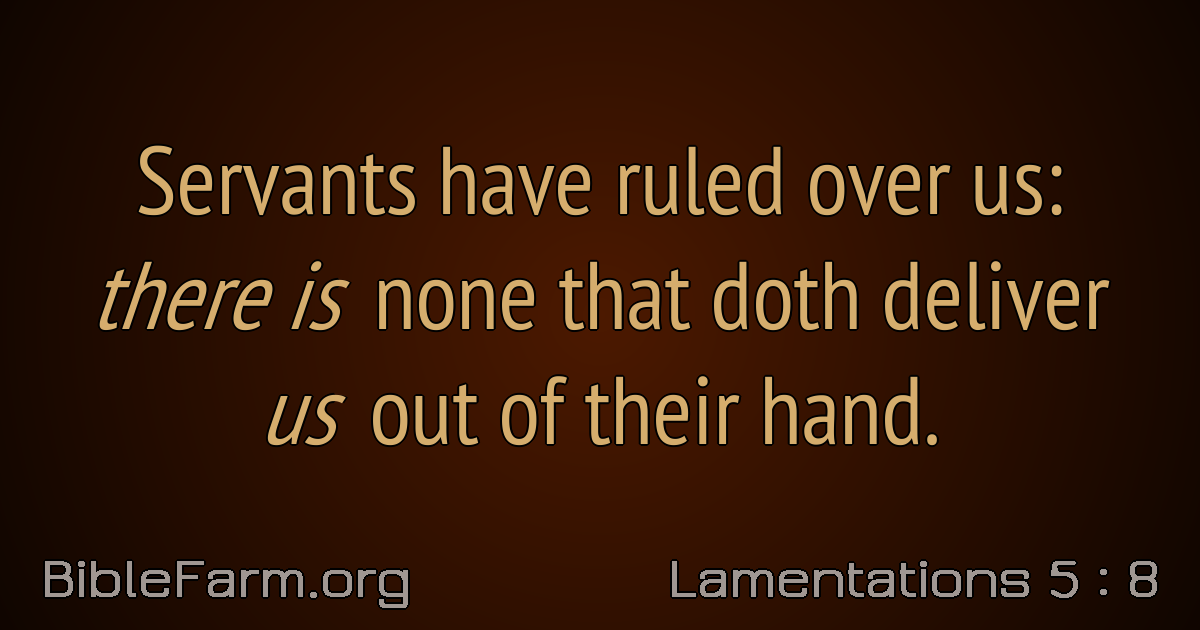 Servants have ruled over us:
there is none that doth deliver
us out of their hand.
BibleFarm.org
Lamentations 5 : 8